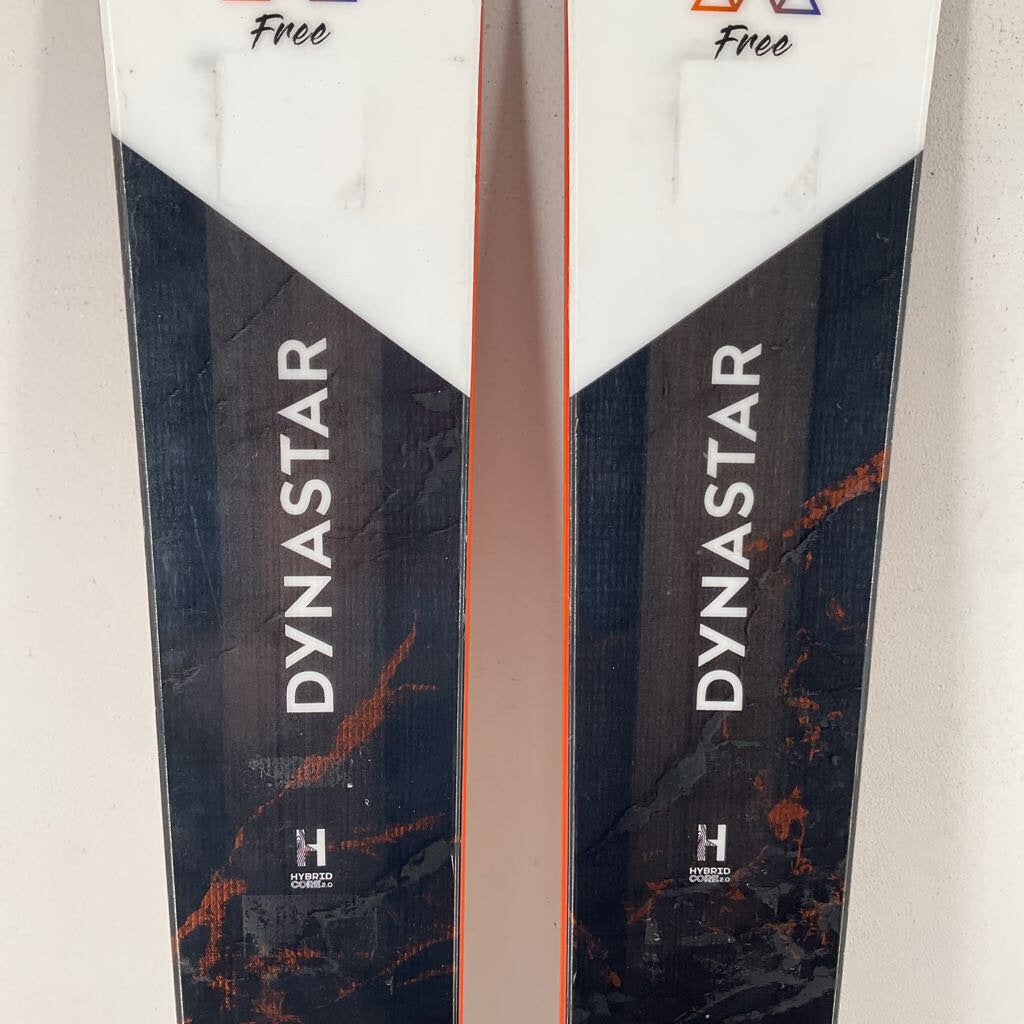 Free
DYNASTAR
H
HYBRID
CORE 2.0
Free
DYNASTAR
H
HYBRID
CORE 2.0